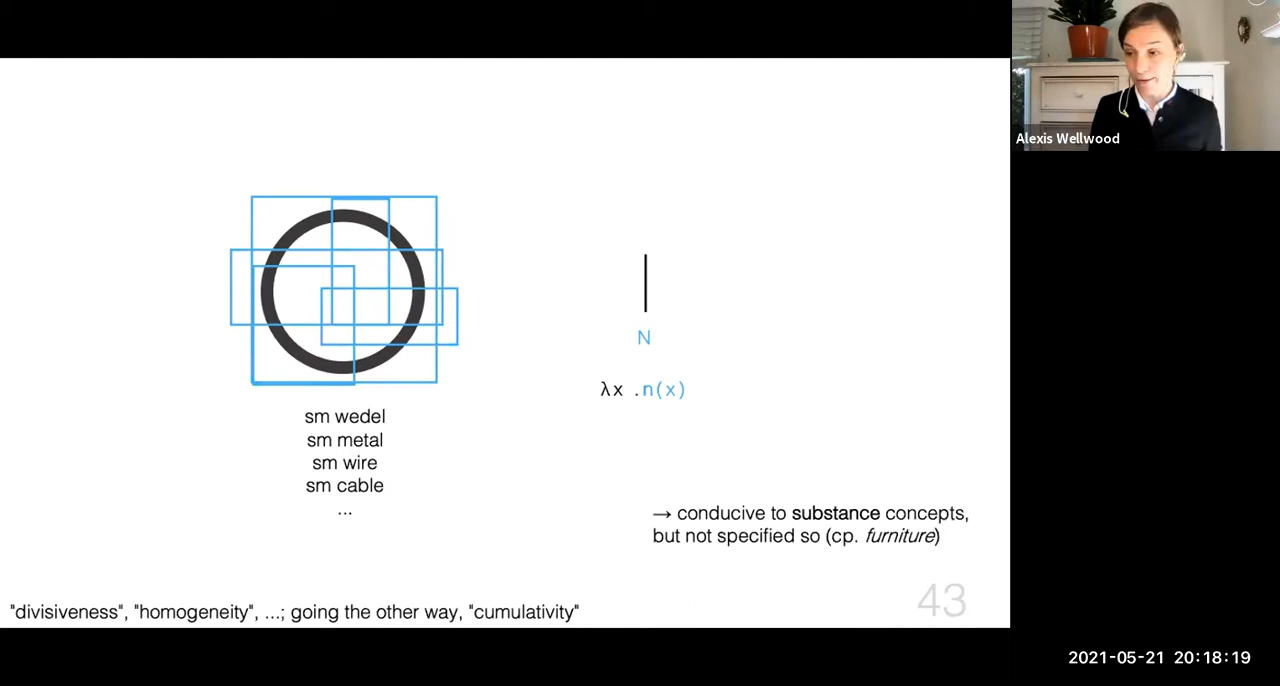 Alexis Wellwood
N
λx .n(x)
sm wedel
sm metal
sm wire
sm cable
...
→ conducive to substance concepts,
but not specified so (cp. furniture)
"divisiveness", "homogeneity", ...; going the other way, "cumulativity"
43
2021-05-21 20:18:19